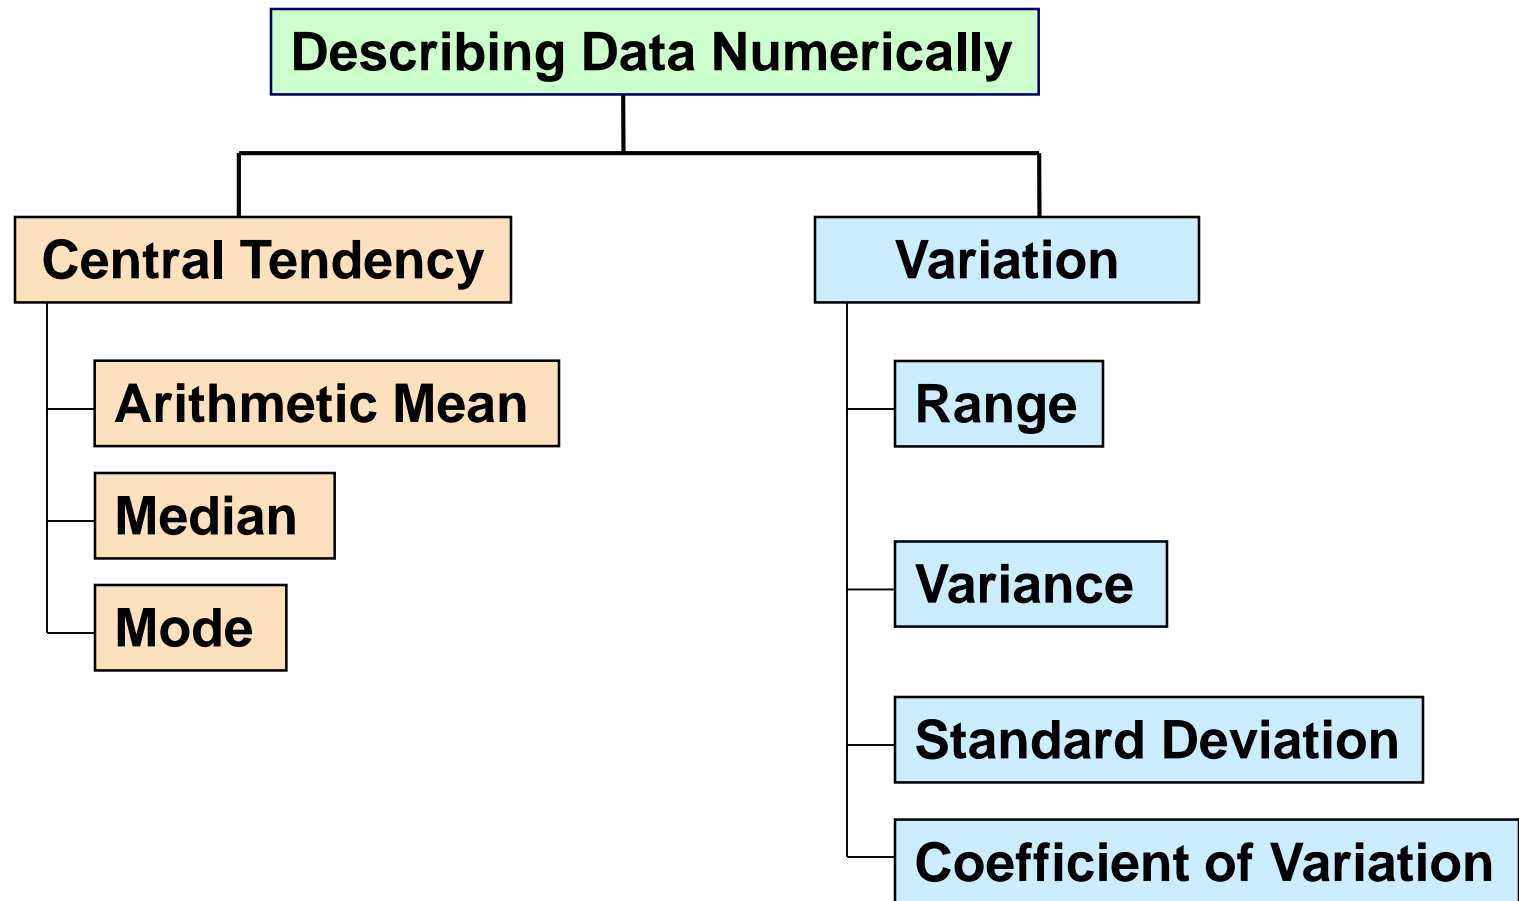 Describing Data Numerically
Central Tendency
Arithmetic Mean
Median
Mode
Variation
Range
Variance
Standard Deviation
Coefficient of Variation